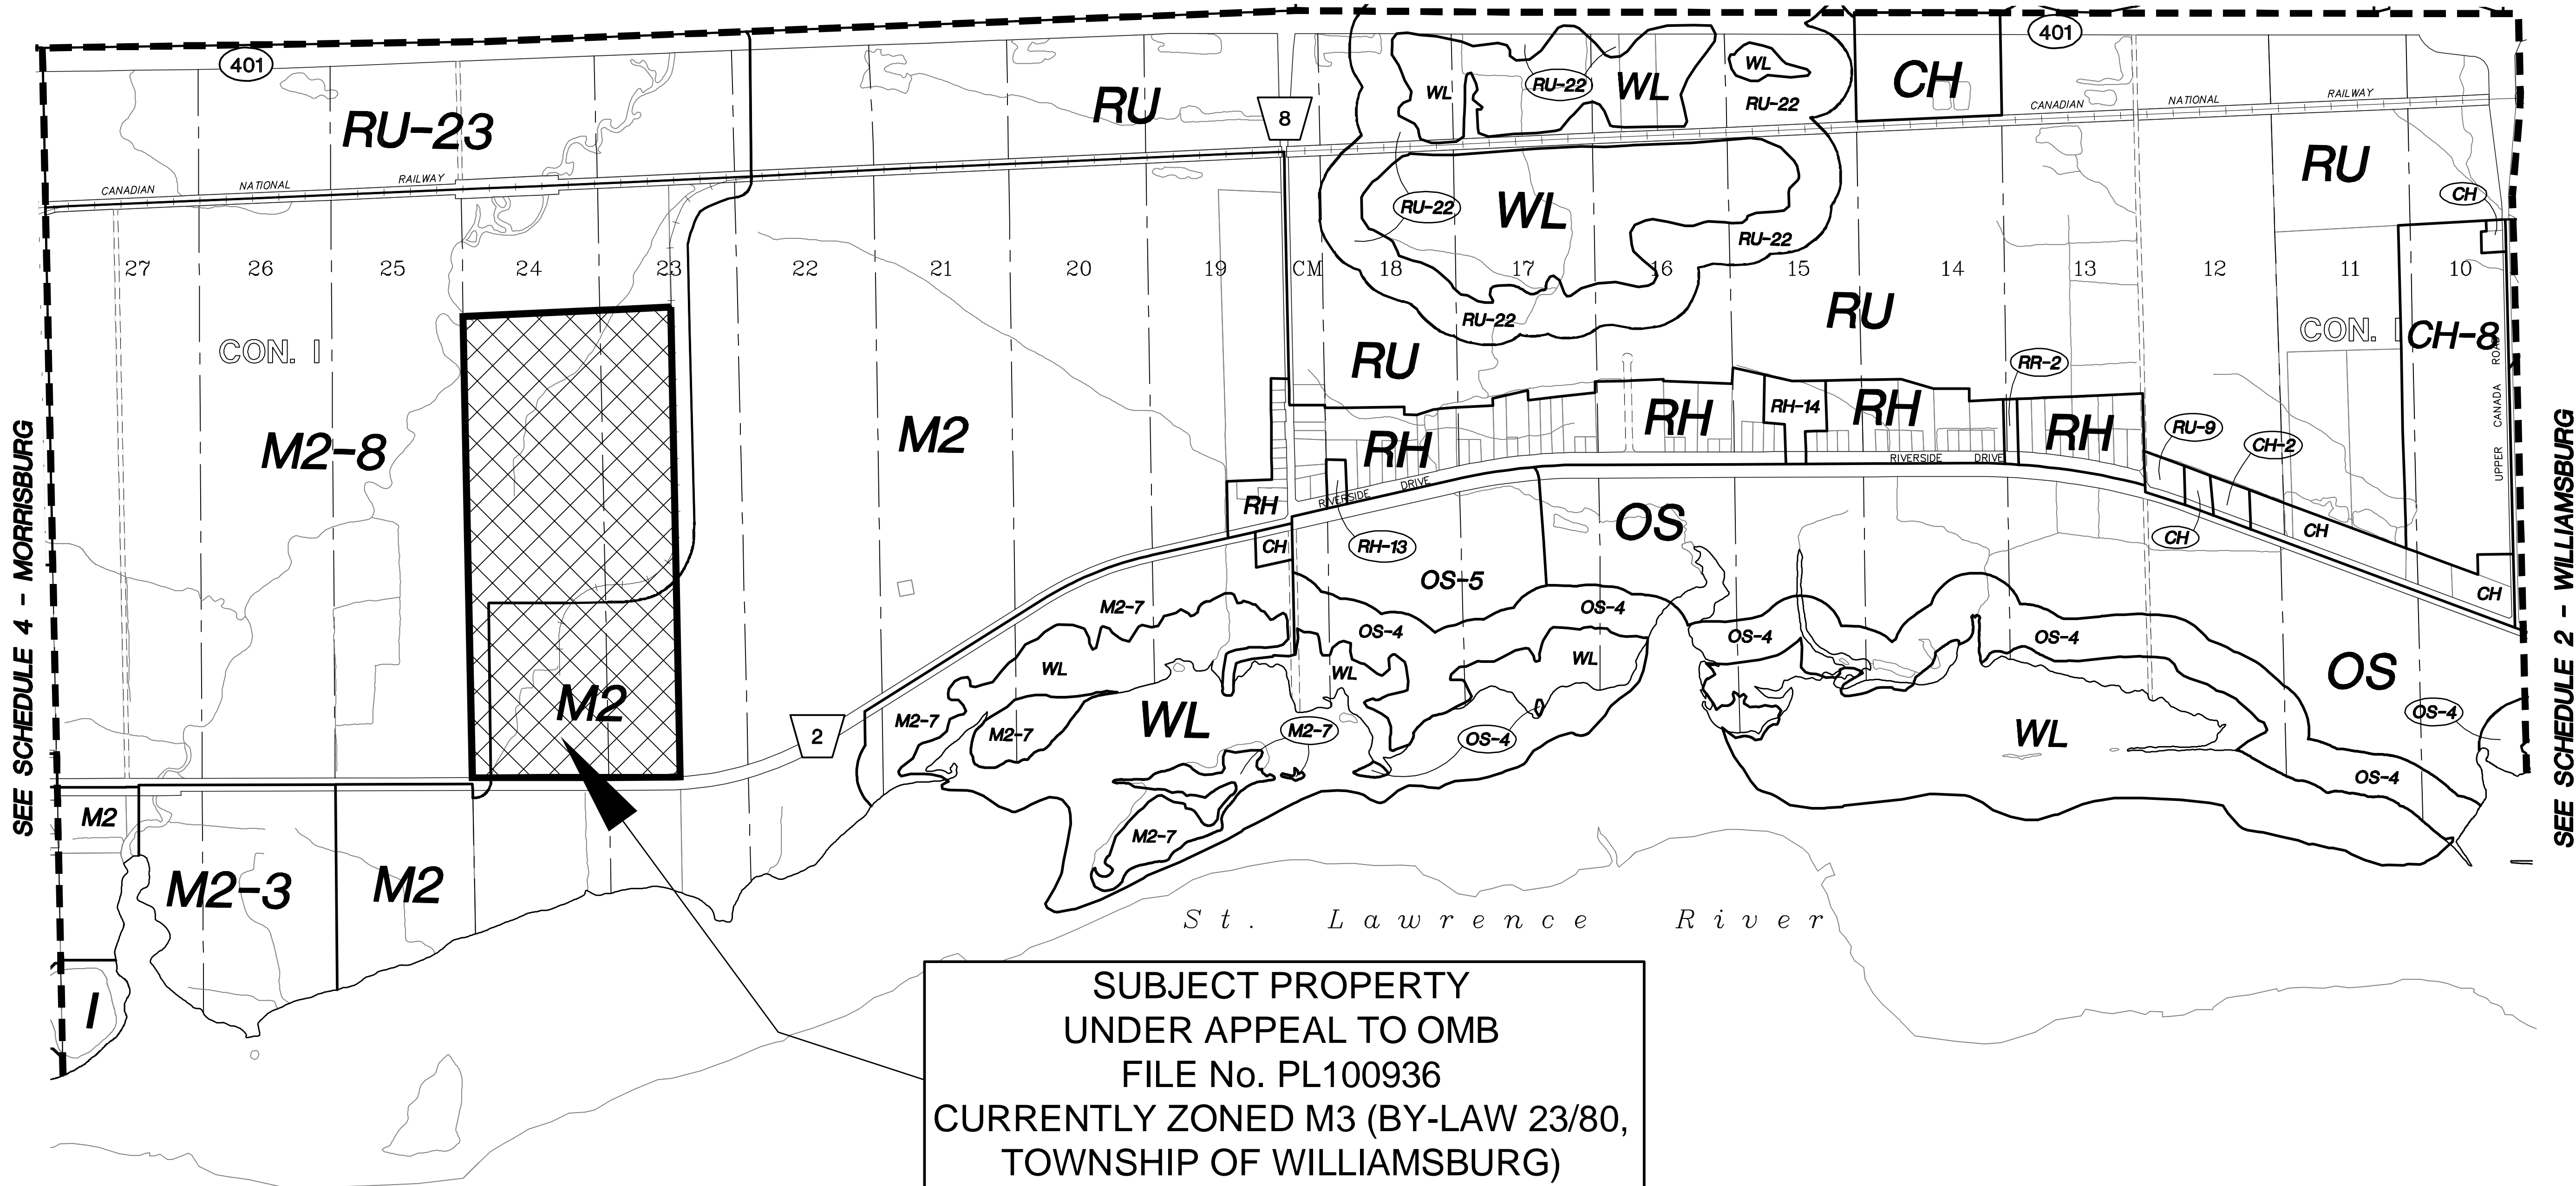 401
401
RU-23
RU
8
WL
RU-22
WL
WL
RU-22
CH
CANADIAN NATIONAL RAILWAY
CANADIAN NATIONAL RAILWAY
RU
CH
RU-22
WL
RU-22
27 26 25 24 23 22 21 20 19 CM 18 17 16 15 14 13 12 11 10
RU-22
RU
CON. I
CON. I
CH-8
UPPER CANADA ROAD
RU
RR-2
M2-8
M2
RH
RH
RH-14
RH
RH
RU-9
CH-2
RIVERSIDE DRIVE
RIVERSIDE DRIVE
RH
CH
RH-13
OS
CH
CH
CH
OS-5
SEE SCHEDULE 4 - MORRISBURG
SEE SCHEDULE 2 - WILLIAMSBURG
M2-7
OS-4
OS-4
OS-4
OS-4
WL
WL
WL
OS
M2
2
M2-7
M2-7
WL
M2-7
OS-4
WL
OS-4
OS-4
M2
M2-7
M2-3
M2
I
St. Lawrence River
SUBJECT PROPERTY
UNDER APPEAL TO OMB
FILE No. PL100936
CURRENTLY ZONED M3 (BY-LAW 23/80,
TOWNSHIP OF WILLIAMSBURG)